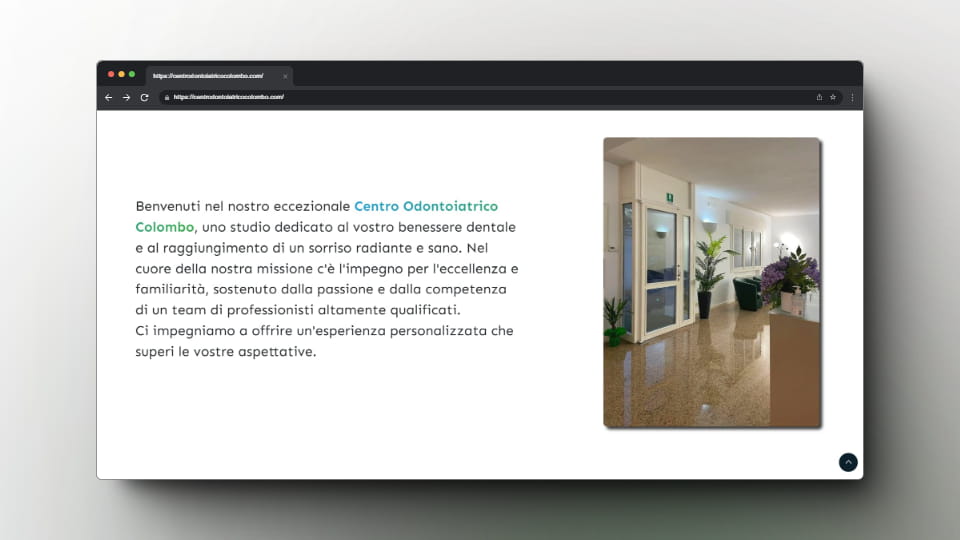 https://centrodontoiatricocolombo.com/
https://centrodontoiatricocolombo.com/
Benvenuti nel nostro eccezionale Centro Odontoiatrico
Colombo, uno studio dedicato al vostro benessere dentale
e al raggiungimento di un sorriso radiante e sano. Nel
cuore della nostra missione c'è l'impegno per l'eccellenza e
familiarità, sostenuto dalla passione e dalla competenza
di un team di professionisti altamente qualificati.
Ci impegniamo a offrire un'esperienza personalizzata che
superi le vostre aspettative.